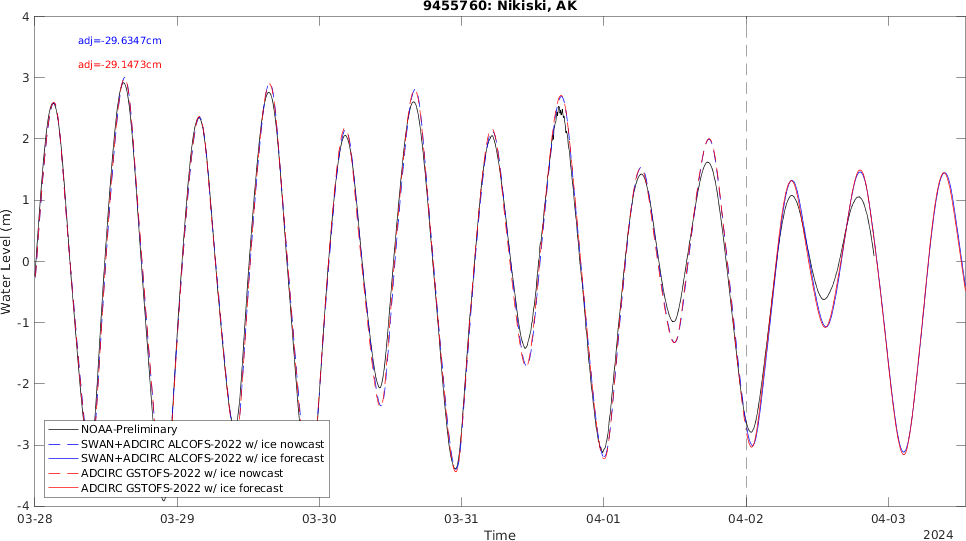 9455760: Nikiski, AK
adj=-29.6347cm
adj=-29.1473cm
Water Level (m)
4
3
2
1
0
-1
-2
-3
-4
NOAA-Preliminary
SWAN+ADCIRC ALCOFS-2022 w/ ice nowcast
SWAN+ADCIRC ALCOFS-2022 w/ ice forecast
ADCIRC GSTOFS-2022 w/ ice nowcast
ADCIRC GSTOFS-2022 w/ ice forecast
03-28 03-29 03-30 03-31 04-01 04-02 04-03
Time
2024